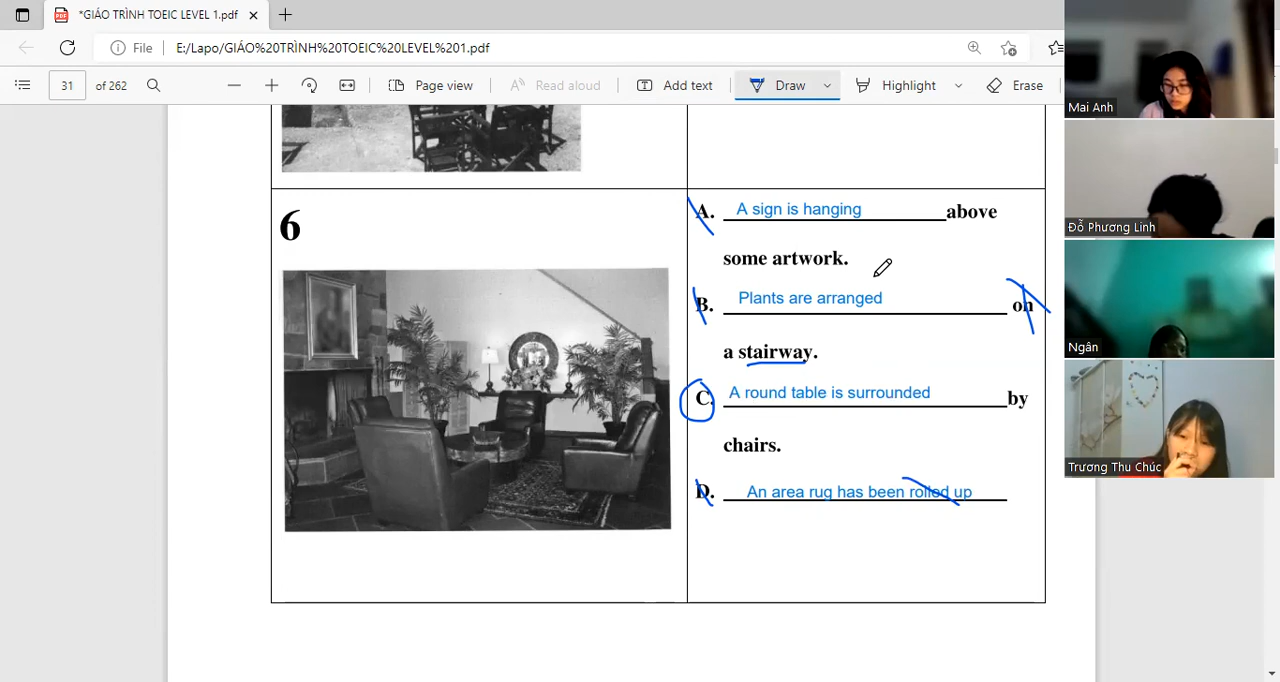 *GIÁO TRÌNH TOEIC LEVEL 1.pdf
File E:/Lapo/GIÁO%20TRÌNH%20TOEIC%20LEVEL%201.pdf
31 of 262 Page view Read aloud Add text Draw Highlight Erase
6
A. A sign is hanging above
some artwork.
B. Plants are arranged on
a stairway.
C. A round table is surrounded by
chairs.
D. An area rug has been rolled up
Mai Anh
Đỗ Phương Linh
Ngân
Trương Thu Chúc